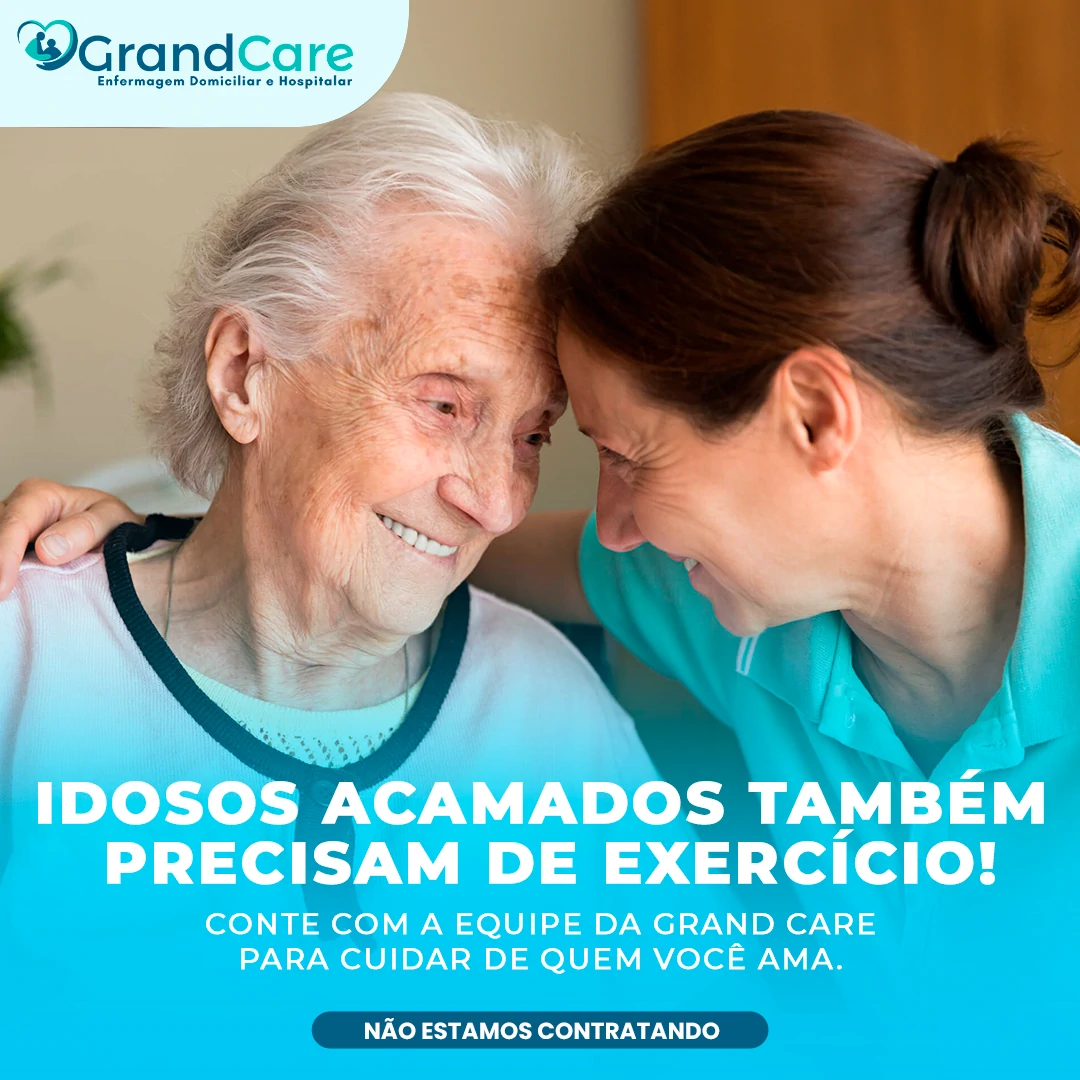 GrandCare
Enfermagem Domiciliar e Hospitalar
IDOSOS ACAMADOS TAMBÉM
PRECISAM DE EXERCÍCIO!
CONTE COM A EQUIPE DA GRAND CARE
PARA CUIDAR DE QUEM VOCÊ AMA.
NÃO ESTAMOS CONTRATANDO